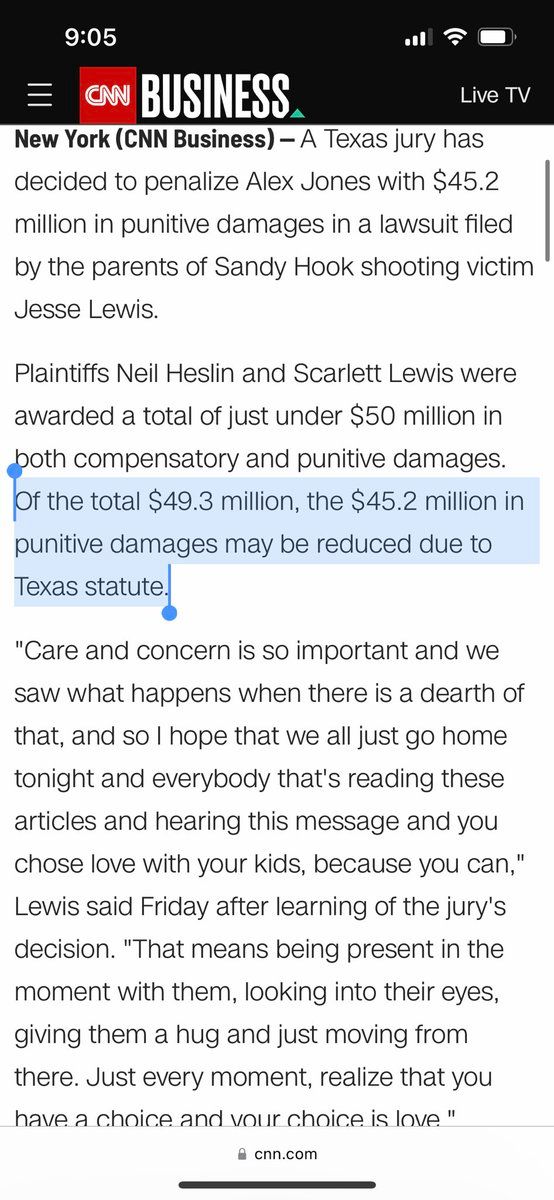 9:05
CNN BUSINESS
Live TV
New York (CNN Business) – A Texas jury has
decided to penalize Alex Jones with $45.2
million in punitive damages in a lawsuit filed
by the parents of Sandy Hook shooting victim
Jesse Lewis.
Plaintiffs Neil Heslin and Scarlett Lewis were
awarded a total of just under $50 million in
both compensatory and punitive damages.
Of the total $49.3 million, the $45.2 million in
punitive damages may be reduced due to
Texas statute.
"Care and concern is so important and we
saw what happens when there is a dearth of
that, and so I hope that we all just go home
tonight and everybody that's reading these
articles and hearing this message and you
chose love with your kids, because you can,"
Lewis said Friday after learning of the jury's
decision. "That means being present in the
moment with them, looking into their eyes,
giving them a hug and just moving from
there. Just every moment, realize that you
have a choice and your choice is love."
cnn.com